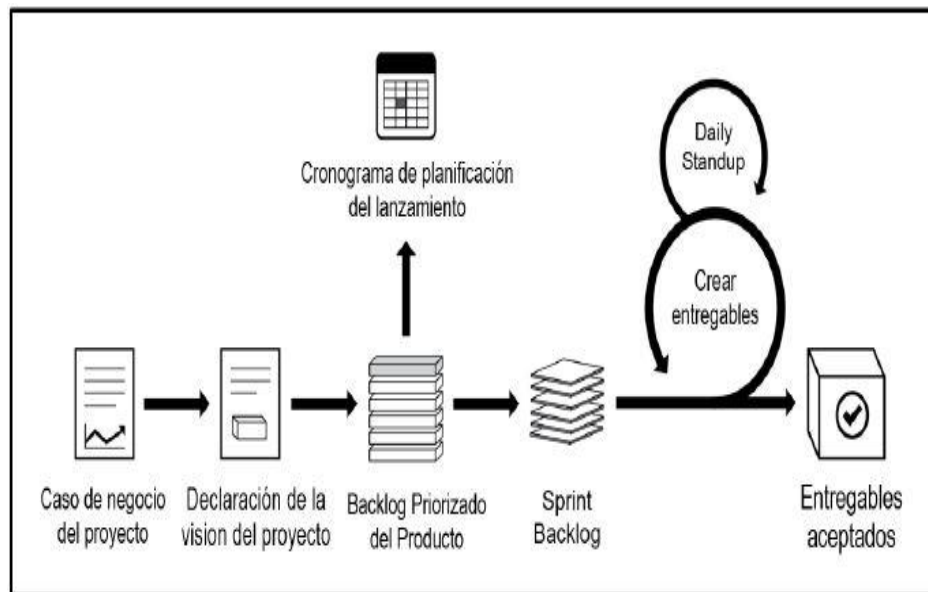 Cronograma de planificación
del lanzamiento
Daily
Standup
Crear
entregables
Caso de negocio
del proyecto
Declaración de la
vision del proyecto
Backlog Priorizado
del Producto
Sprint
Backlog
Entregables
aceptados